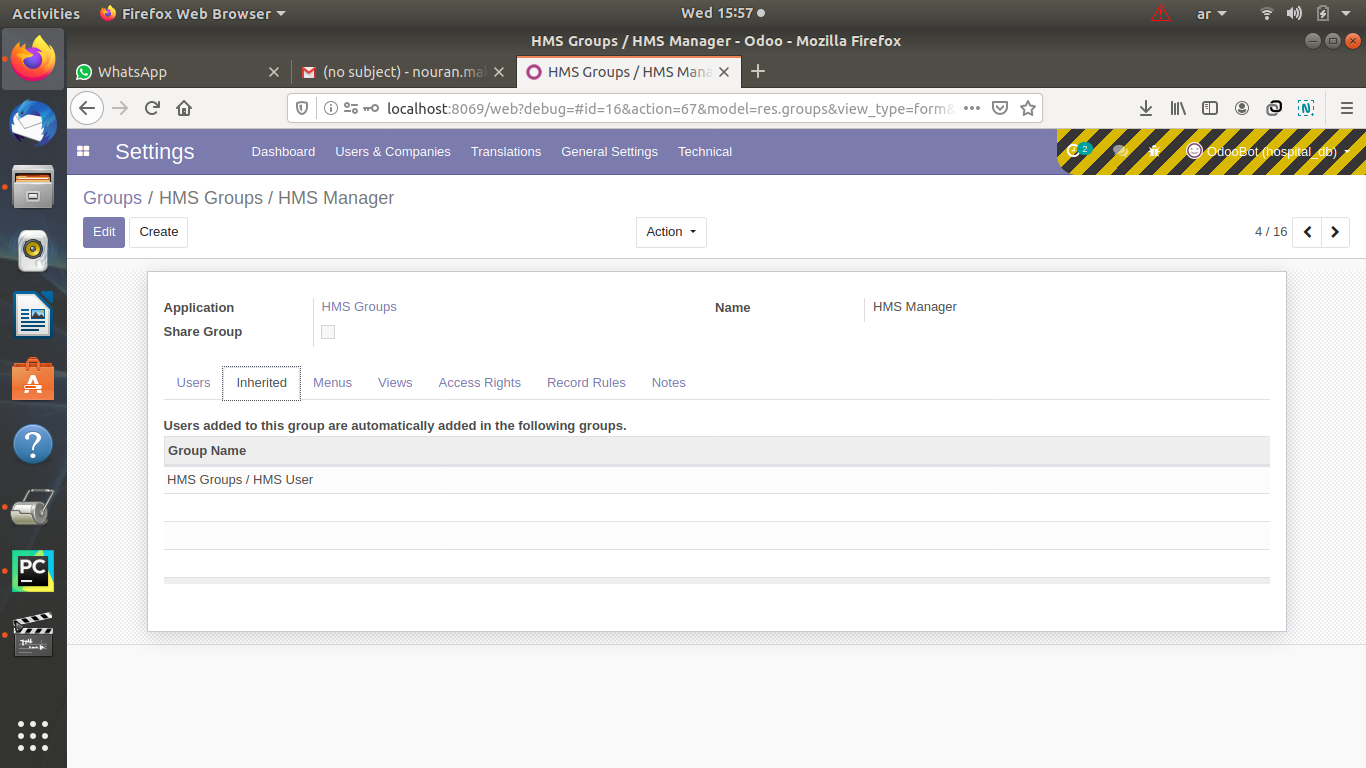 Activities Firefox Web Browser Wed 15:57 ar
HMS Groups / HMS Manager - Odoo - Mozilla Firefox
WhatsApp (no subject) - nouran.ma HMS Groups / HMS Mana
localhost:8069/web?debug=#id=16&action=67&model=res.groups&view_type=form&
Settings Dashboard Users & Companies Translations General Settings Technical 2 OdooBot (hospital_db)
Groups / HMS Groups / HMS Manager
Edit Create Action 4 / 16
Application HMS Groups Name HMS Manager
Share Group
Users Inherited Menus Views Access Rights Record Rules Notes
Users added to this group are automatically added in the following groups.
Group Name
HMS Groups / HMS User
A
?
PC